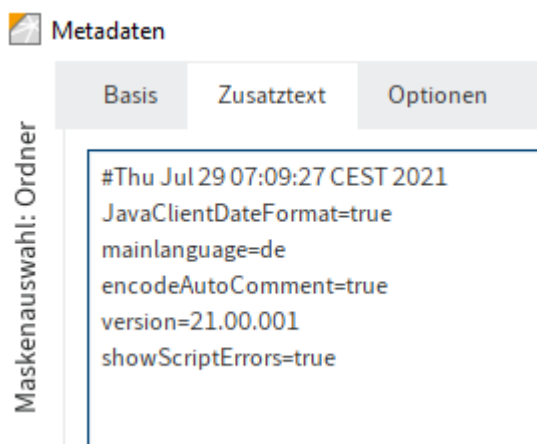 Metadaten
Basis Zusatztext Optionen
Maskenauswahl: Ordner
#Thu Jul 29 07:09:27 CEST 2021
JavaClientDateFormat=true
mainlanguage=de
encodeAutoComment=true
version=21.00.001
showScriptErrors=true